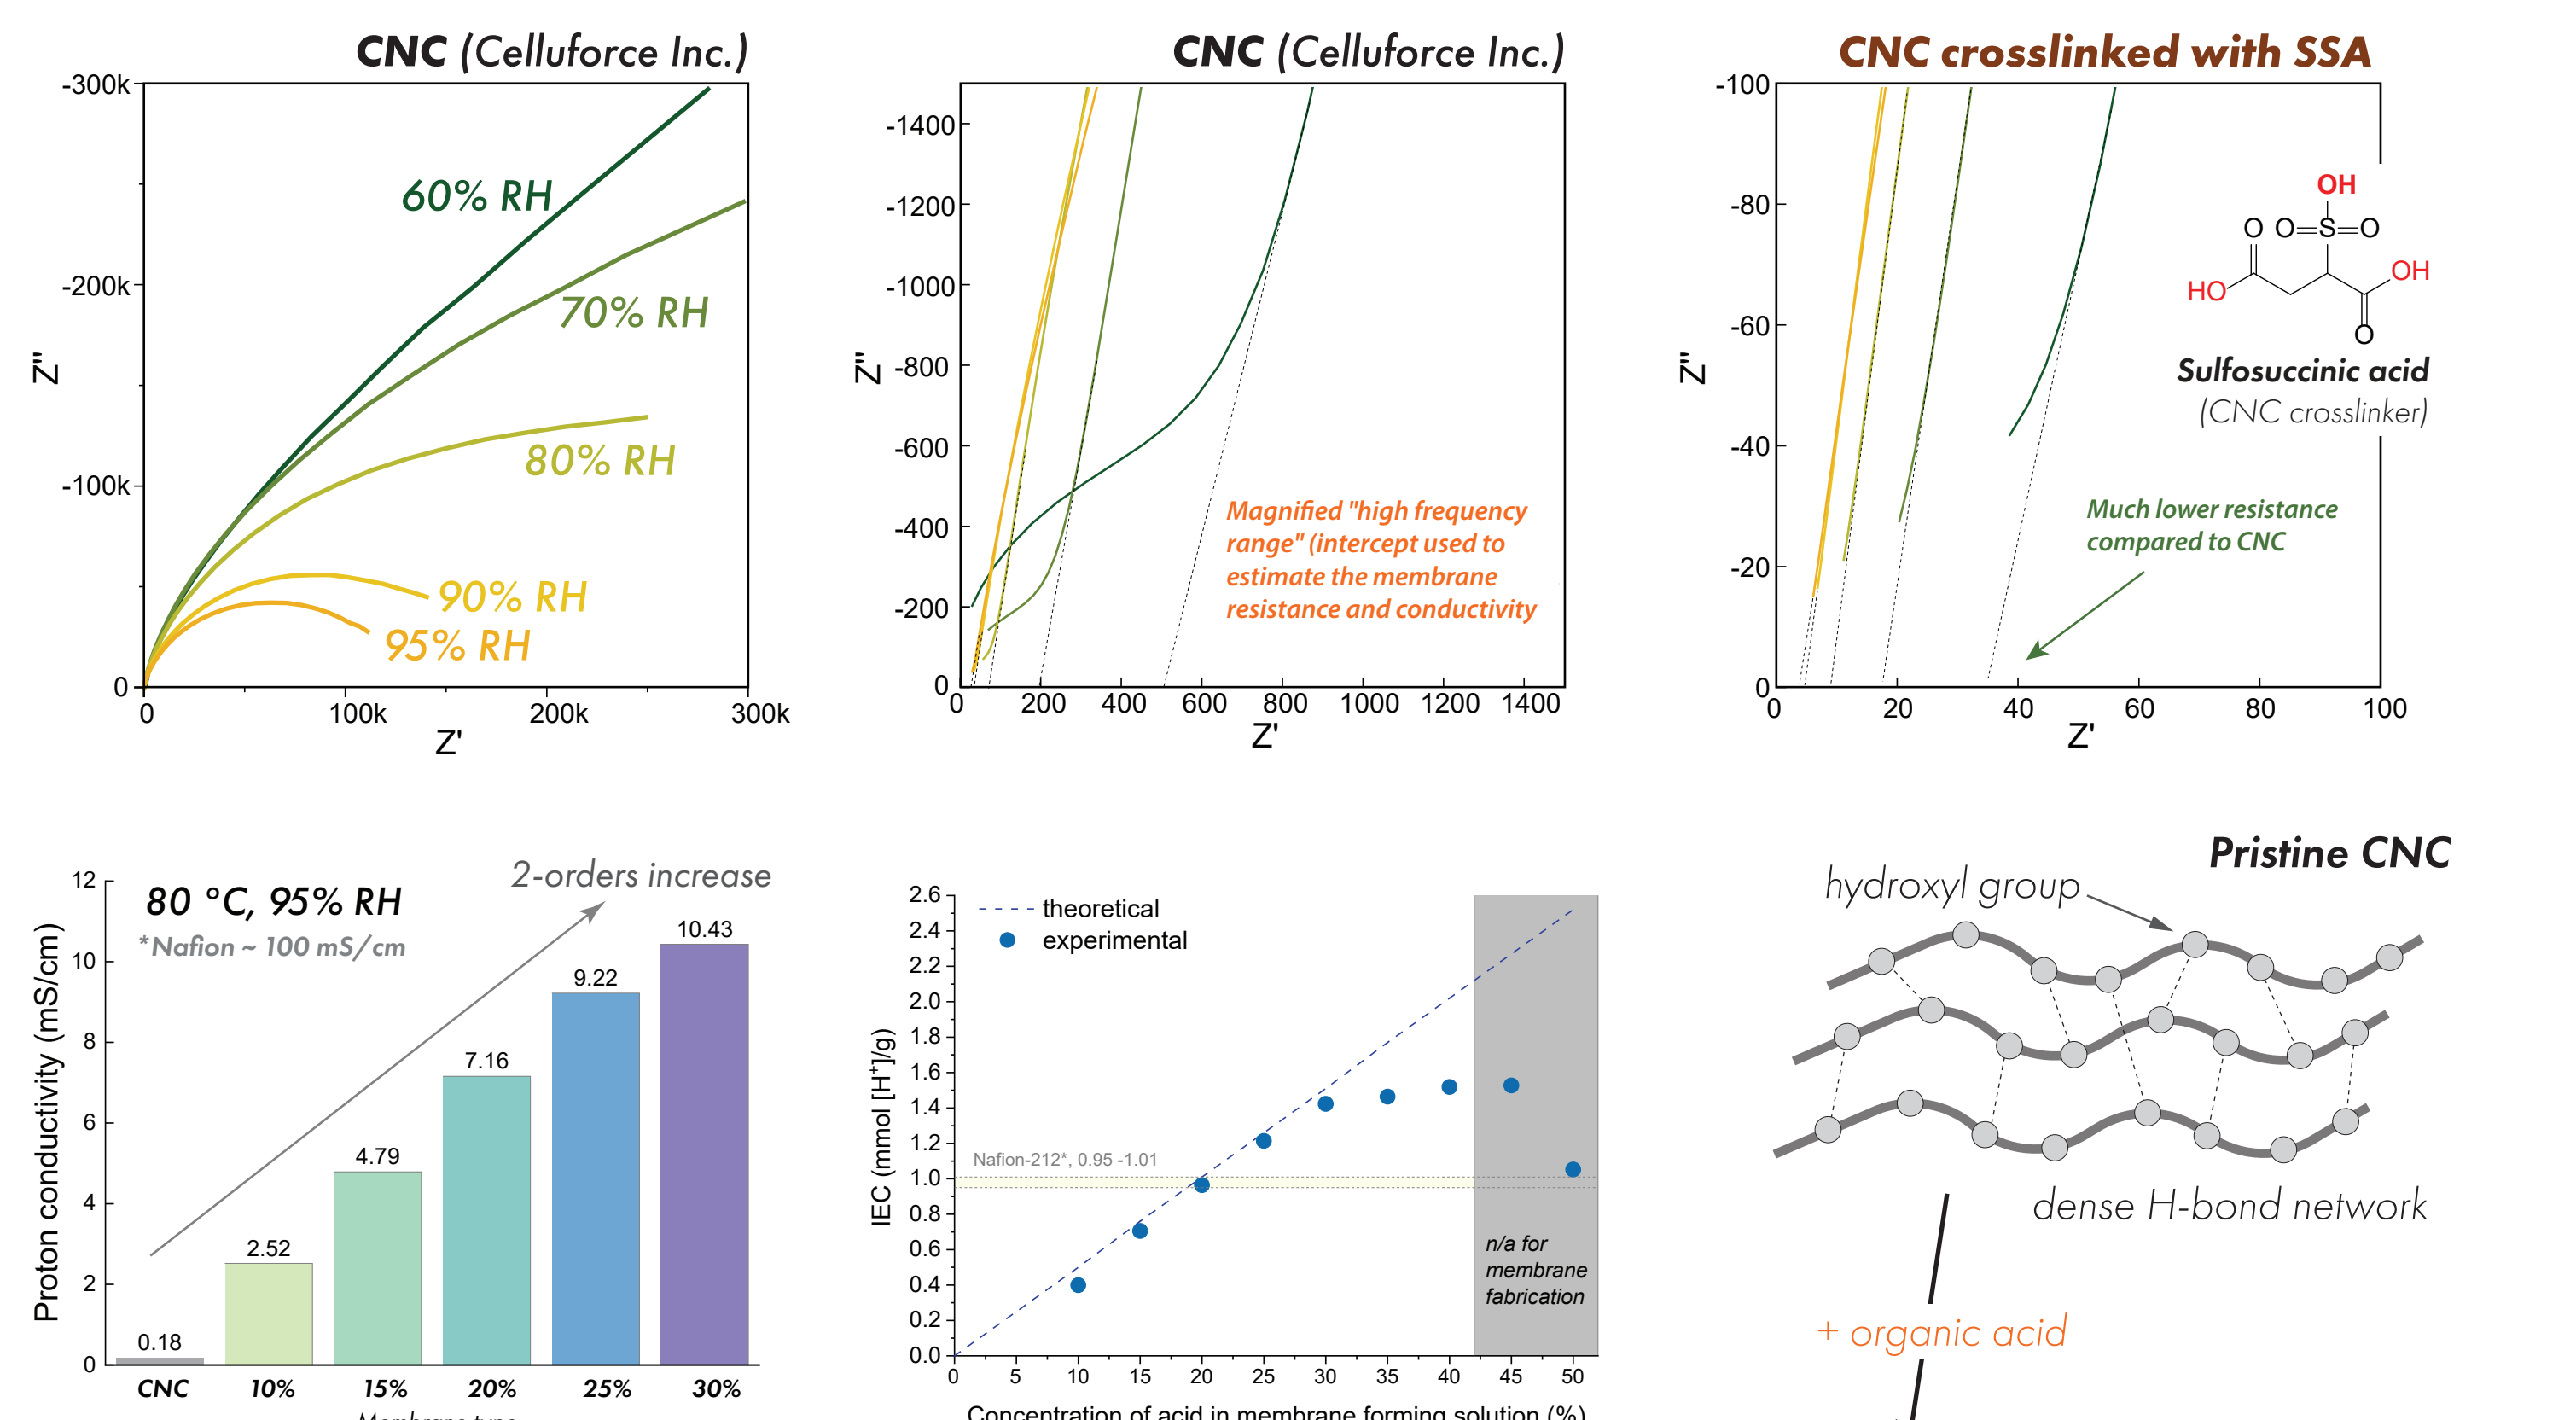 CNC (Celluforce Inc.)
-300k
-200k
-100k
0
Z"
60% RH
70% RH
80% RH
90% RH
95% RH
0
100k
200k
300k
Z'
CNC (Celluforce Inc.)
-1400
-1200
-1000
-800
-600
-400
-200
0
Z"
Magnified "high frequency
range" (intercept used to
estimate the membrane
resistance and conductivity
0
200
400
600
800
1000
1200
1400
Z'
CNC crosslinked with SSA
-100
-80
-60
-40
-20
0
Z"
OH
O
O=S=O
HO
OH
O
Sulfosuccinic acid
(CNC crosslinker)
Much lower resistance
compared to CNC
0
20
40
60
80
100
Z'
Proton conductivity (mS/cm)
12
10
8
6
4
2
0
80 °C, 95% RH
*Nafion ~ 100 mS/cm
2-orders increase
0.18
2.52
4.79
7.16
9.22
10.43
CNC
10%
15%
20%
25%
30%
Membrane type
IEC (mmol [H+]/g)
2.6
2.4
2.2
2.0
1.8
1.6
1.4
1.2
1.0
0.8
0.6
0.4
0.2
0.0
theoretical
experimental
Nafion-212*, 0.95 -1.01
n/a for
membrane
fabrication
0
5
10
15
20
25
30
35
40
45
50
Concentration of acid in membrane forming solution (%)
Pristine CNC
hydroxyl group
dense H-bond network
+ organic acid